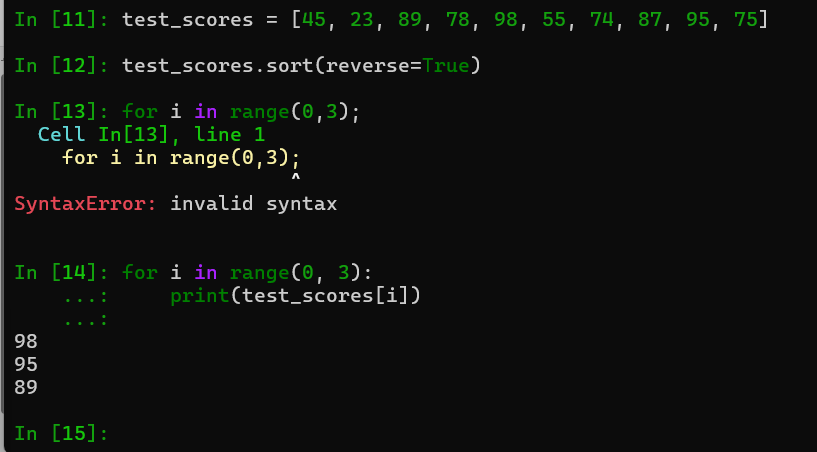 In [11]: test_scores = [45, 23, 89, 78, 98, 55, 74, 87, 95, 75]
In [12]: test_scores.sort(reverse=True)
In [13]: for i in range(0,3);
  Cell In[13], line 1
    for i in range(0,3);
                       ^
SyntaxError: invalid syntax
In [14]: for i in range(0, 3):
    ...:     print(test_scores[i])
    ...:
98
95
89
In [15]: